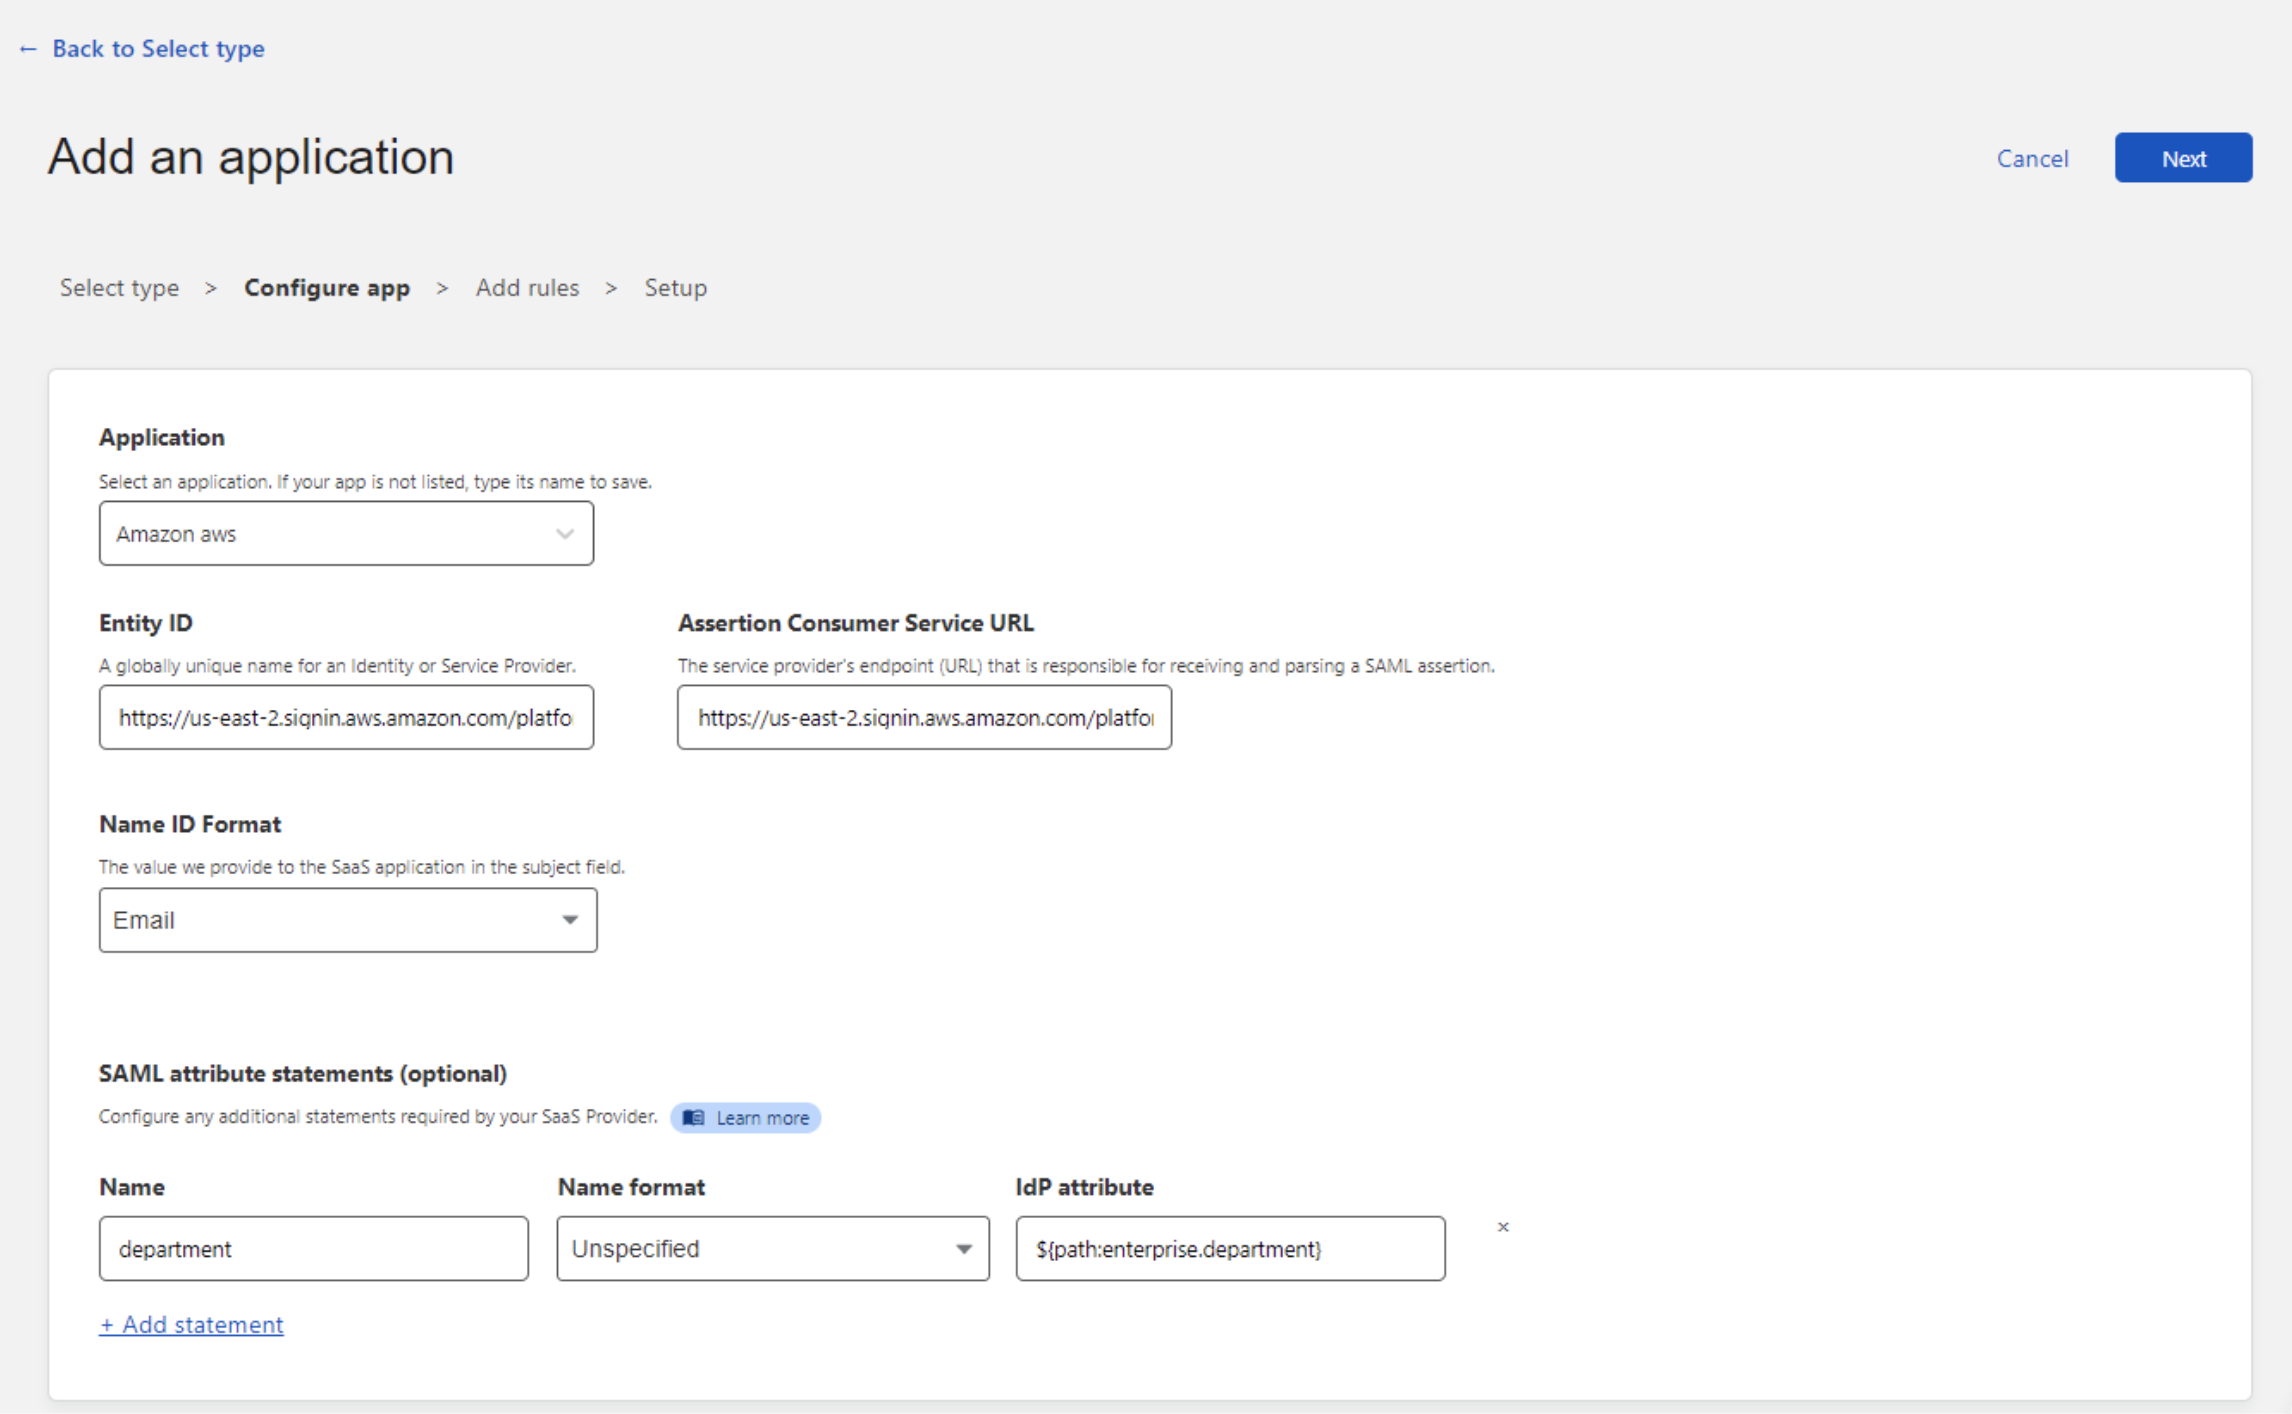 ← Back to Select type
Add an application
Cancel
Next
Select type > Configure app > Add rules > Setup
Application
Select an application. If your app is not listed, type its name to save.
Amazon aws
Entity ID
Assertion Consumer Service URL
A globally unique name for an Identity or Service Provider.
The service provider's endpoint (URL) that is responsible for receiving and parsing a SAML assertion.
https://us-east-2.signin.aws.amazon.com/platfo
https://us-east-2.signin.aws.amazon.com/platfo
Name ID Format
The value we provide to the SaaS application in the subject field.
Email
SAML attribute statements (optional)
Configure any additional statements required by your SaaS Provider.
Learn more
Name
Name format
IdP attribute
department
Unspecified
${path:enterprise.department}
×
+ Add statement